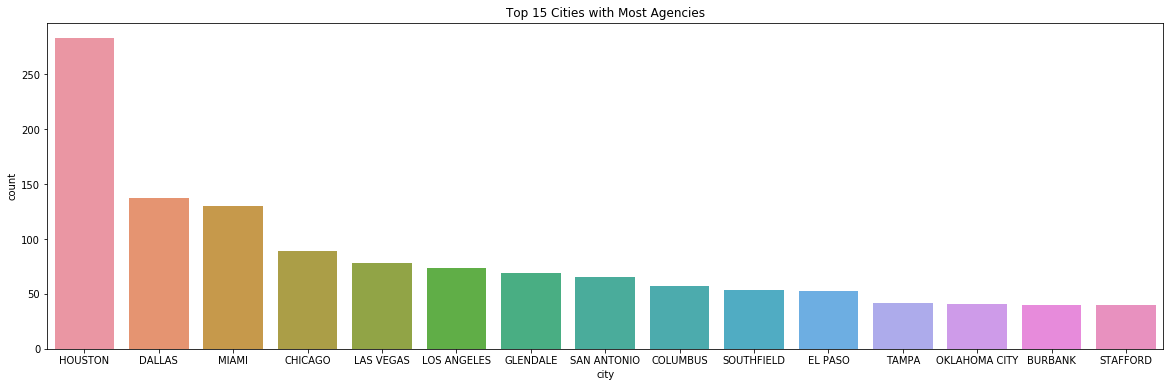 Top 15 Cities with Most Agencies
count
250
200
150
100
50
0
HOUSTON DALLAS MIAMI CHICAGO LAS VEGAS LOS ANGELES GLENDALE SAN ANTONIO COLUMBUS SOUTHFIELD EL PASO TAMPA OKLAHOMA CITY BURBANK STAFFORD
city